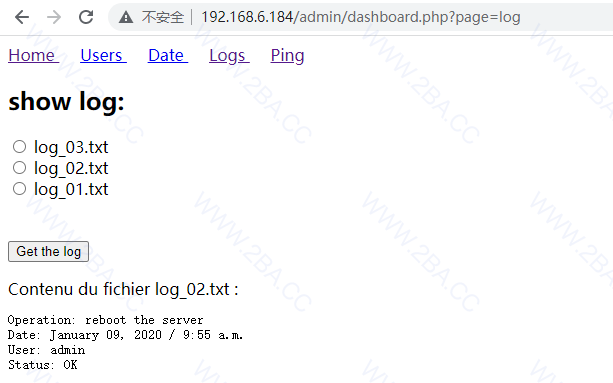 不安全 192.168.6.184/admin/dashboard.php?page=log
Home Users Date Logs Ping
show log:
log_03.txt
log_02.txt
log_01.txt
Get the log
Contenu du fichier log_02.txt :
Operation: reboot the server
Date: January 09, 2020 / 9:55 a.m.
User: admin
Status: OK
WWW.2BA.CC